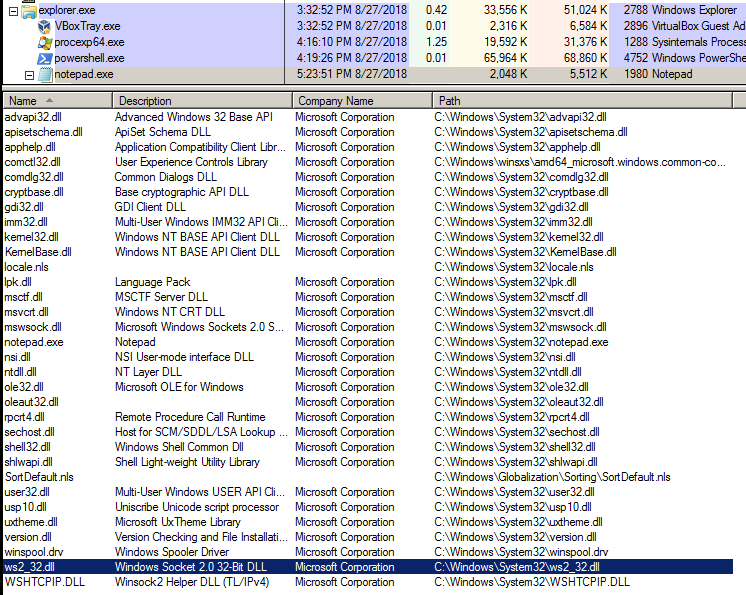 explorer.exe 3:32:52 PM 8/27/2018 0.42 33,556 K 51,024 K 2788 Windows Explorer
VBoxTray.exe 3:32:52 PM 8/27/2018 0.01 2,316 K 6,584 K 2896 VirtualBox Guest Ad
procexp64.exe 4:16:10 PM 8/27/2018 1.25 19,592 K 31,376 K 1288 Sysinternals Proces
powershell.exe 4:19:26 PM 8/27/2018 0.01 65,964 K 68,860 K 4752 Windows PowerShe
notepad.exe 5:23:51 PM 8/27/2018 2,048 K 5,512 K 1980 Notepad
Name Description Company Name Path
advapi32.dll Advanced Windows 32 Base API Microsoft Corporation C:\Windows\System32\advapi32.dll
apisetschema.dll ApiSet Schema DLL Microsoft Corporation C:\Windows\System32\apisetschema.dll
apphelp.dll Application Compatibility Client Libr... Microsoft Corporation C:\Windows\System32\apphelp.dll
comctl32.dll User Experience Controls Library Microsoft Corporation C:\Windows\winsxs\amd64_microsoft.windows.common-co...
comdlg32.dll Common Dialogs DLL Microsoft Corporation C:\Windows\System32\comdlg32.dll
cryptbase.dll Base cryptographic API DLL Microsoft Corporation C:\Windows\System32\cryptbase.dll
gdi32.dll GDI Client DLL Microsoft Corporation C:\Windows\System32\gdi32.dll
imm32.dll Multi-User Windows IMM32 API Cli... Microsoft Corporation C:\Windows\System32\imm32.dll
kernel32.dll Windows NT BASE API Client DLL Microsoft Corporation C:\Windows\System32\kernel32.dll
KernelBase.dll Windows NT BASE API Client DLL Microsoft Corporation C:\Windows\System32\KernelBase.dll
locale.nls C:\Windows\System32\locale.nls
lpk.dll Language Pack Microsoft Corporation C:\Windows\System32\lpk.dll
msctf.dll MSCTF Server DLL Microsoft Corporation C:\Windows\System32\msctf.dll
msvcrt.dll Windows NT CRT DLL Microsoft Corporation C:\Windows\System32\msvcrt.dll
mswsock.dll Microsoft Windows Sockets 2.0 S... Microsoft Corporation C:\Windows\System32\mswsock.dll
notepad.exe Notepad Microsoft Corporation C:\Windows\System32\notepad.exe
nsi.dll NSI User-mode interface DLL Microsoft Corporation C:\Windows\System32\nsi.dll
ntdll.dll NT Layer DLL Microsoft Corporation C:\Windows\System32\ntdll.dll
ole32.dll Microsoft OLE for Windows Microsoft Corporation C:\Windows\System32\ole32.dll
oleaut32.dll C:\Windows\System32\oleaut32.dll
rpcrt4.dll Remote Procedure Call Runtime Microsoft Corporation C:\Windows\System32\rpcrt4.dll
sechost.dll Host for SCM/SDDL/LSA Lookup ... Microsoft Corporation C:\Windows\System32\sechost.dll
shell32.dll Windows Shell Common Dll Microsoft Corporation C:\Windows\System32\shell32.dll
shlwapi.dll Shell Light-weight Utility Library Microsoft Corporation C:\Windows\System32\shlwapi.dll
SortDefault.nls C:\Windows\Globalization\Sorting\SortDefault.nls
user32.dll Multi-User Windows USER API Cli... Microsoft Corporation C:\Windows\System32\user32.dll
usp10.dll Uniscribe Unicode script processor Microsoft Corporation C:\Windows\System32\usp10.dll
uxtheme.dll Microsoft UxTheme Library Microsoft Corporation C:\Windows\System32\uxtheme.dll
version.dll Version Checking and File Installati... Microsoft Corporation C:\Windows\System32\version.dll
winspool.drv Windows Spooler Driver Microsoft Corporation C:\Windows\System32\winspool.drv
ws2_32.dll Windows Socket 2.0 32-Bit DLL Microsoft Corporation C:\Windows\System32\ws2_32.dll
WSHTCPIP.DLL Winsock2 Helper DLL (TL/IPv4) Microsoft Corporation C:\Windows\System32\WSHTCPIP.DLL